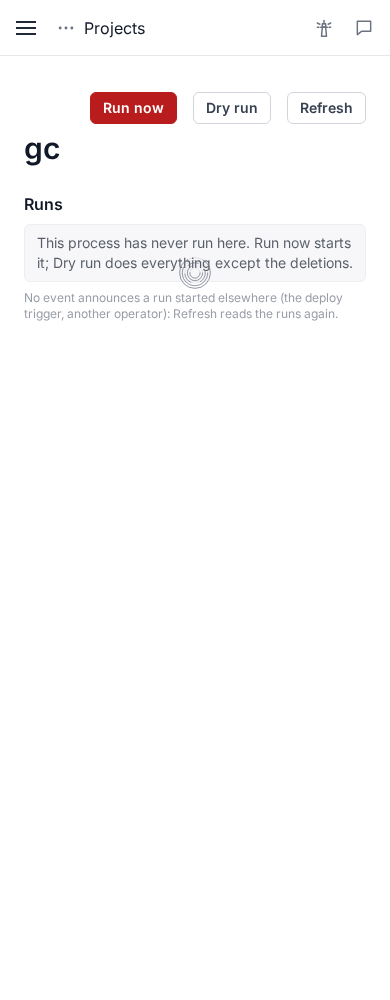 Projects
Run now Dry run Refresh
gc
Runs
This process has never run here. Run now starts
it; Dry run does everything except the deletions.
No event announces a run started elsewhere (the deploy
trigger, another operator): Refresh reads the runs again.